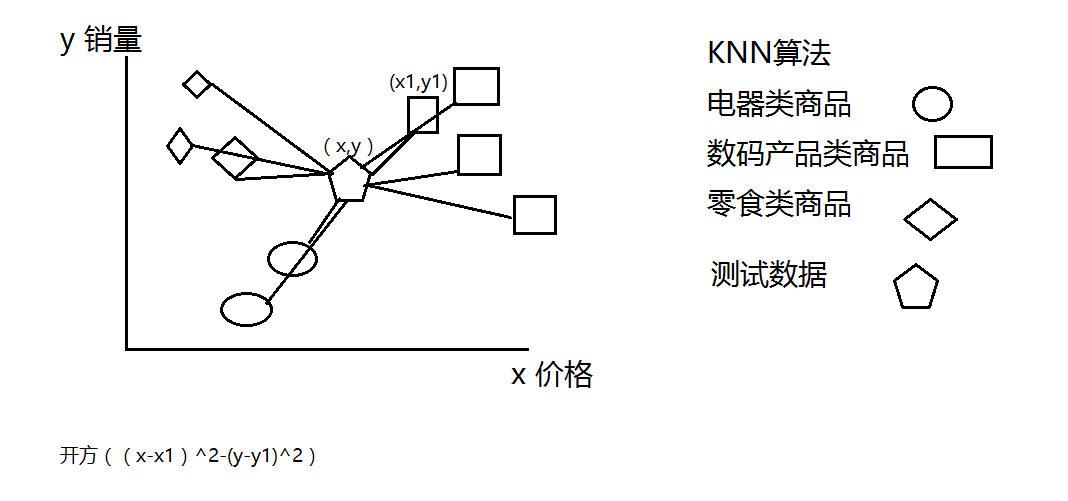 y 销量
(x1,y1)
（x,y）
x 价格
KNN算法
电器类商品
数码产品类商品
零食类商品
测试数据
开方（（x-x1）^2-(y-y1)^2）